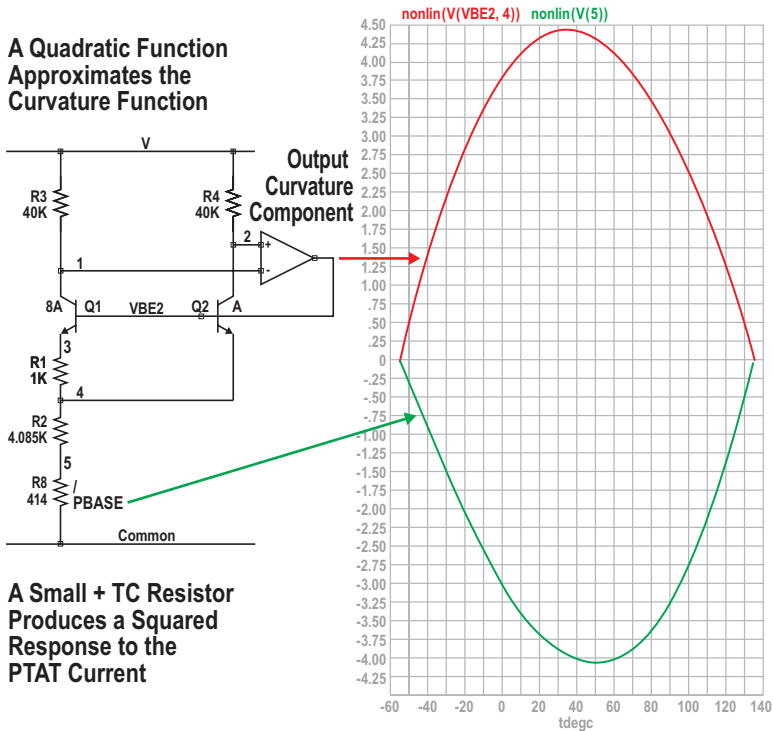 nonlin(V(VBE2, 4)) nonlin(V(5))
A Quadratic Function
Approximates the
Curvature Function
V
R3
40K
R4
40K
Output
Curvature
Component
2
+
1
-
8A
Q1
VBE2
Q2
A
3
R1
1K
4
R2
4.085K
5
R8
414
/
PBASE
Common
A Small + TC Resistor
Produces a Squared
Response to the
PTAT Current
4.50
4.25
4.00
3.75
3.50
3.25
3.00
2.75
2.50
2.25
2.00
1.75
1.50
1.25
1.00
.75
.50
.25
0
-.25
-.50
-.75
-1.00
-1.25
-1.50
-1.75
-2.00
-2.25
-2.50
-2.75
-3.00
-3.25
-3.50
-3.75
-4.00
-4.25
-60 -40 -20 0 20 40 60 80 100 120 140
tdegc